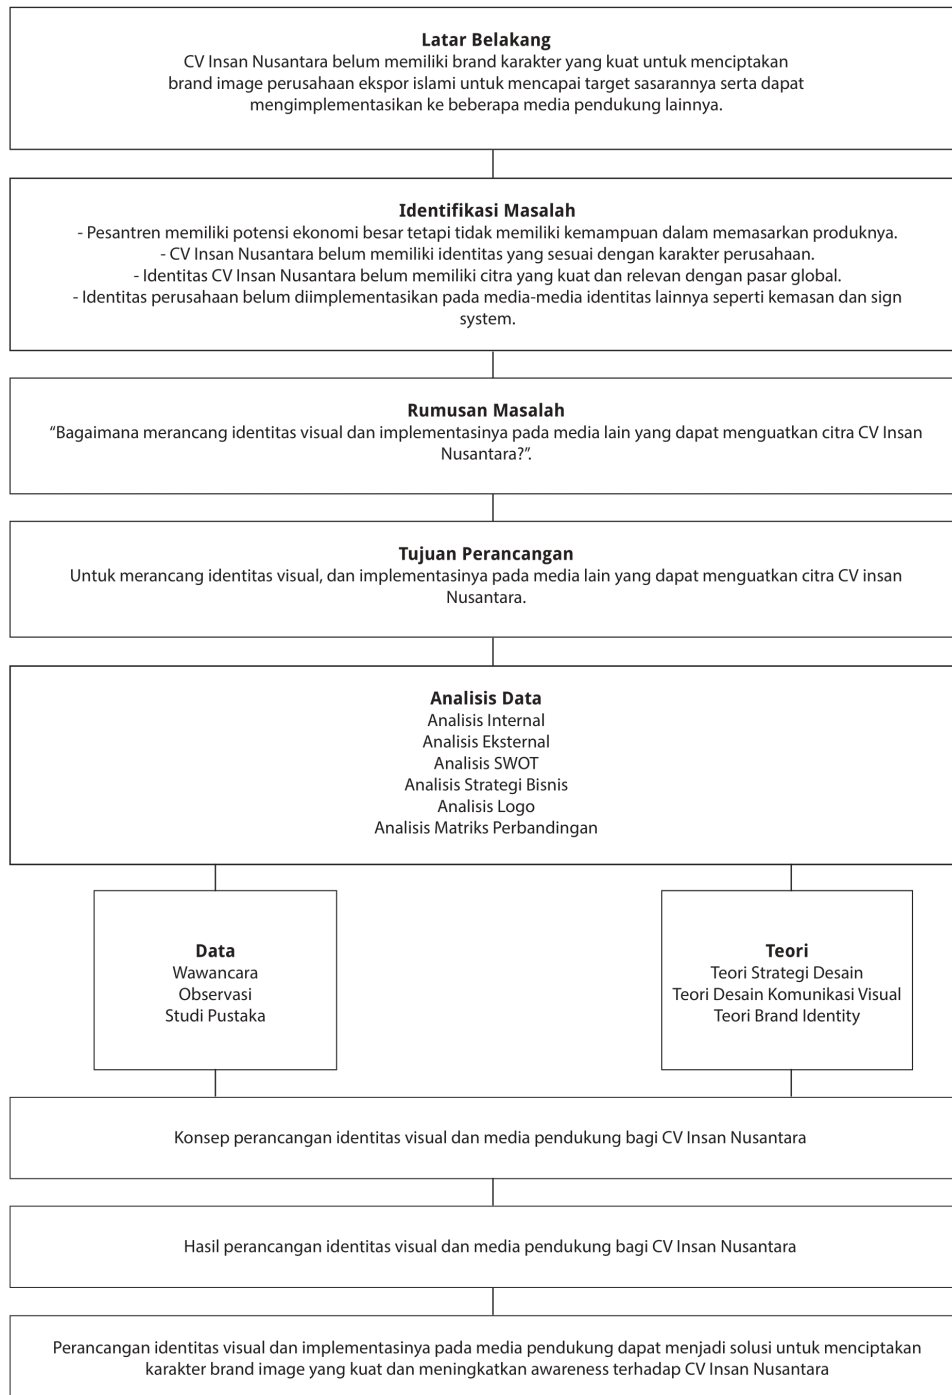 Latar Belakang
CV Insan Nusantara belum memiliki brand karakter yang kuat untuk menciptakan
brand image perusahaan ekspor islami untuk mencapai target sasarannya serta dapat
mengimplementasikan ke beberapa media pendukung lainnya.
Identifikasi Masalah
- Pesantren memiliki potensi ekonomi besar tetapi tidak memiliki kemampuan dalam memasarkan produknya.
- CV Insan Nusantara belum memiliki identitas yang sesuai dengan karakter perusahaan.
- Identitas CV Insan Nusantara belum memiliki citra yang kuat dan relevan dengan pasar global.
- Identitas perusahaan belum diimplementasikan pada media-media identitas lainnya seperti kemasan dan sign
system.
Rumusan Masalah
“Bagaimana merancang identitas visual dan implementasinya pada media lain yang dapat menguatkan citra CV Insan
Nusantara?”.
Tujuan Perancangan
Untuk merancang identitas visual, dan implementasinya pada media lain yang dapat menguatkan citra CV insan
Nusantara.
Analisis Data
Analisis Internal
Analisis Eksternal
Analisis SWOT
Analisis Strategi Bisnis
Analisis Logo
Analisis Matriks Perbandingan
Data
Wawancara
Observasi
Studi Pustaka
Teori
Teori Strategi Desain
Teori Desain Komunikasi Visual
Teori Brand Identity
Konsep perancangan identitas visual dan media pendukung bagi CV Insan Nusantara
Hasil perancangan identitas visual dan media pendukung bagi CV Insan Nusantara
Perancangan identitas visual dan implementasinya pada media pendukung dapat menjadi solusi untuk menciptakan
karakter brand image yang kuat dan meningkatkan awareness terhadap CV Insan Nusantara